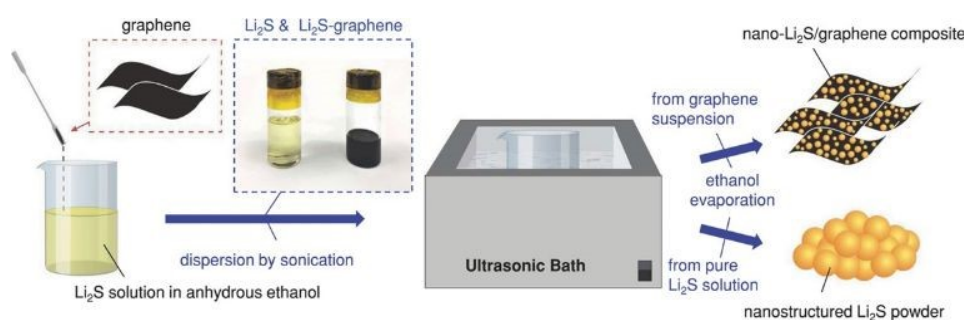 graphene
Li₂S & Li₂S-graphene
nano-Li₂S/graphene composite
from graphene
suspension
ethanol
evaporation
dispersion by sonication
Ultrasonic Bath
from pure
Li₂S solution
Li₂S solution in anhydrous ethanol
nanostructured Li₂S powder